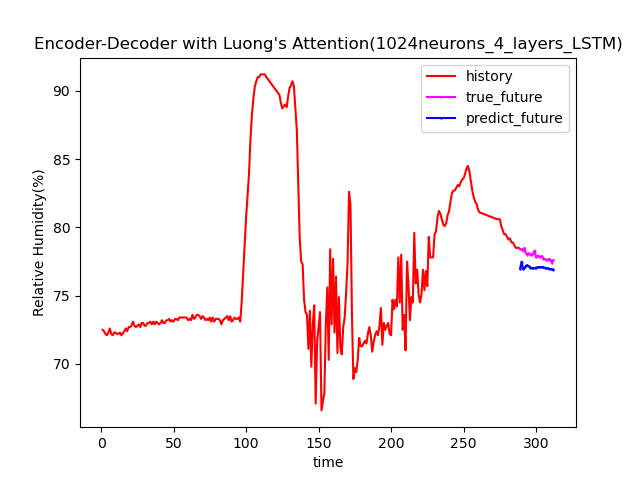 Encoder-Decoder with Luong's Attention(1024neurons_4_layers_LSTM)
history
true_future
predict_future
Relative Humidity(%)
90
85
80
75
70
0 50 100 150 200 250 300
time